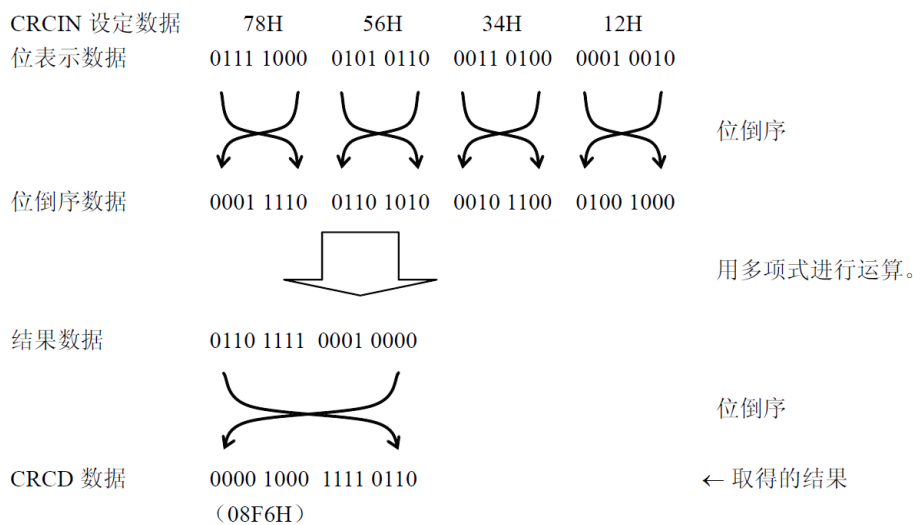 CRCIN 设定数据 78H 56H 34H 12H
位表示数据 0111 1000 0101 0110 0011 0100 0001 0010
位倒序
位倒序数据 0001 1110 0110 1010 0010 1100 0100 1000
用多项式进行运算。
结果数据 0110 1111 0001 0000
位倒序
CRCD 数据 0000 1000 1111 0110 ← 取得的结果
（08F6H）